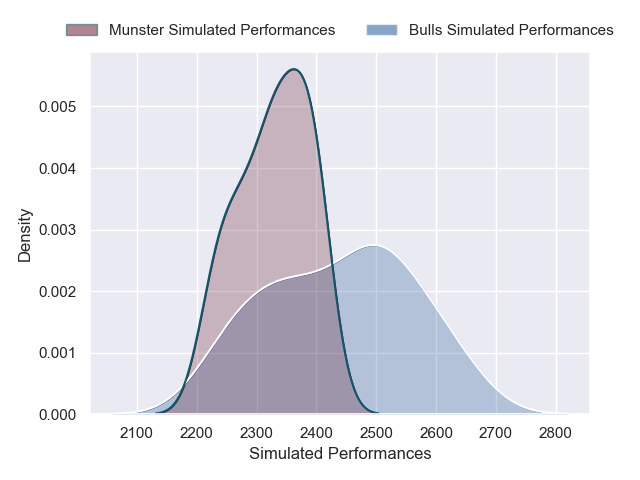 Munster Simulated Performances Bulls Simulated Performances
0.005
0.004
0.003
0.002
0.001
0.000
Density
2100 2200 2300 2400 2500 2600 2700 2800
Simulated Performances